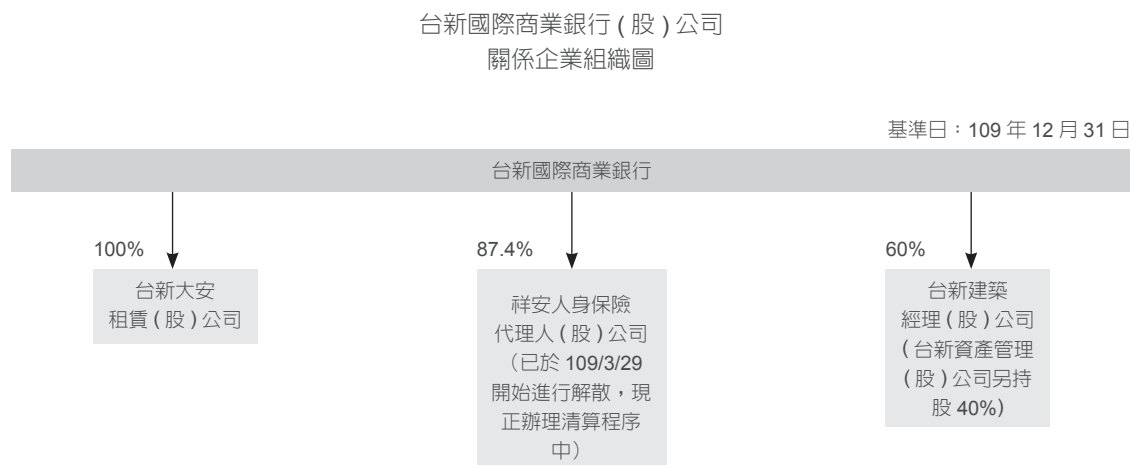 台新國際商業銀行 ( 股 ) 公司
關係企業組織圖
基準日：109 年 12 月 31 日
台新國際商業銀行
100%
台新大安
租賃 ( 股 ) 公司
87.4%
祥安人身保險
代理人 ( 股 ) 公司
（已於 109/3/29
開始進行解散，現
正辦理清算程序
中）
60%
台新建築
經理 ( 股 ) 公司
( 台新資產管理
( 股 ) 公司另持
股 40%)